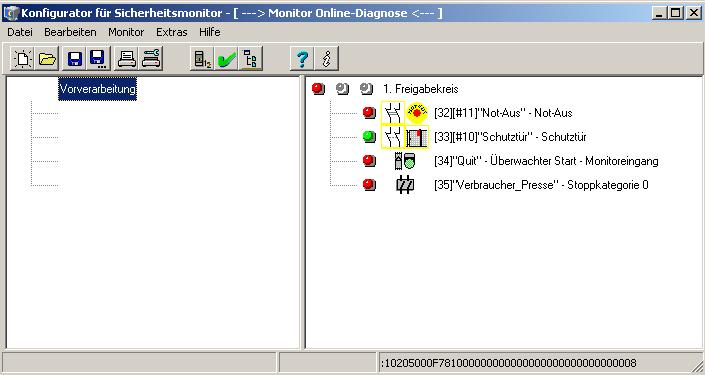 Konfigurator für Sicherheitsmonitor - [ ---> Monitor Online-Diagnose <--- ]
Datei Bearbeiten Monitor Extras Hilfe
Vorverarbeitung
1. Freigabekreis
[32][#11]"Not-Aus" - Not-Aus
[33][#10]"Schutztür" - Schutztür
[34]"Quit" - Überwachter Start - Monitoreingang
[35]"Verbraucher_Presse" - Stoppkategorie 0